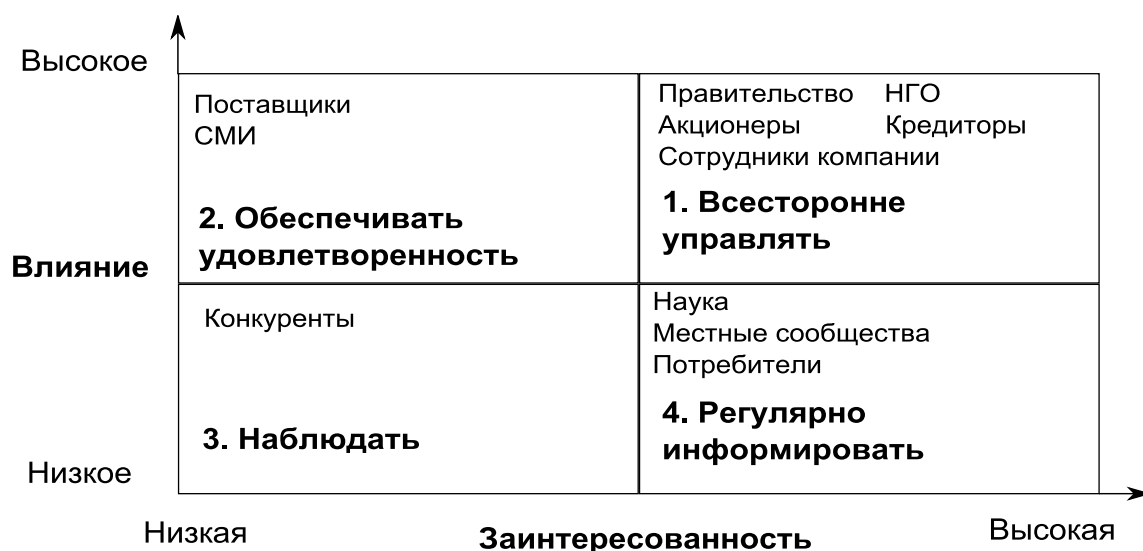 Высокое
Поставщики
СМИ
2. Обеспечивать
удовлетворенность
Правительство НГО
Акционеры Кредиторы
Сотрудники компании
1. Всесторонне
управлять
Влияние
Конкуренты
3. Наблюдать
Наука
Местные сообщества
Потребители
4. Регулярно
информировать
Низкое
Низкая
Заинтересованность
Высокая